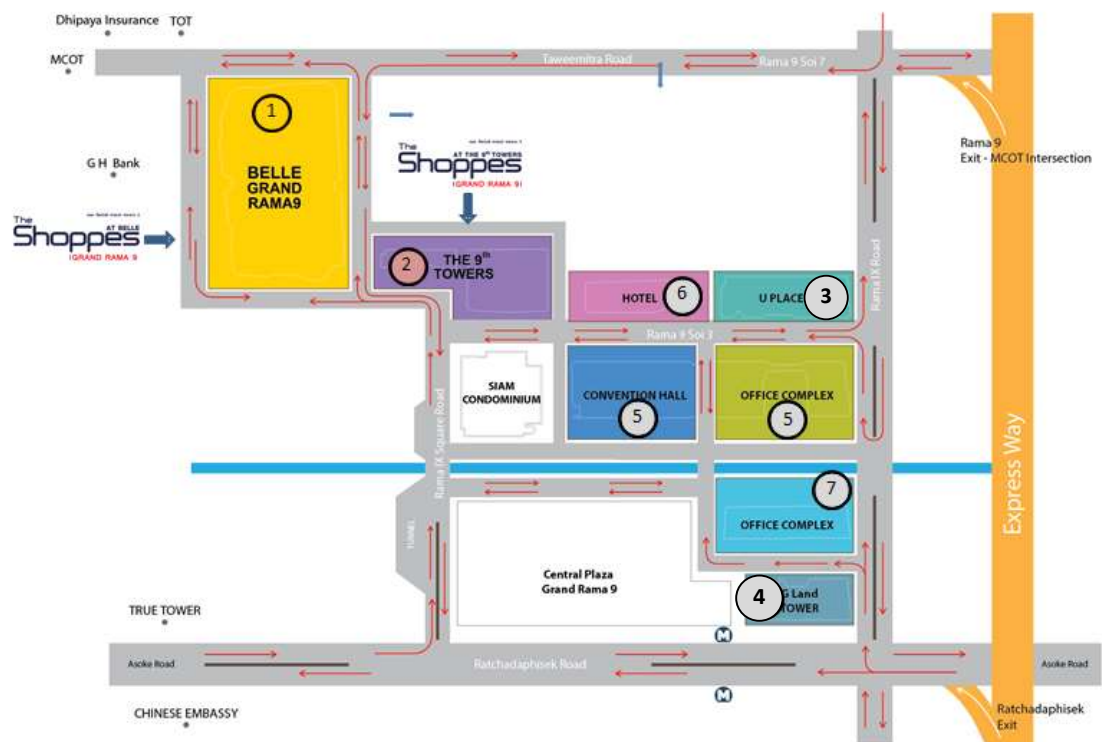 Dhipaya Insurance
TOT
MCOT
Taweemitra Road
Rama 9 Soi 7
1
BELLE
GRAND
RAMA9
G H Bank
The
Shoppes
AT THE 9th TOWERS
(GRAND RAMA 9)
Rama 9
Exit - MCOT Intersection
The
Shoppes
AT BELLE
(GRAND RAMA 9
2
THE 9th
TOWERS
HOTEL
6
U PLACE
3
Rama IX Road
Rama 9 Soi 3
SIAM
CONDOMINIUM
CONVENTION HALL
5
OFFICE COMPLEX
5
Rama IX Square Road
Express Way
7
OFFICE COMPLEX
TUNNEL
Central Plaza
Grand Rama 9
4
G Land
TOWER
TRUE TOWER
M
Asoke Road
Ratchadaphisek Road
Asoke Road
M
CHINESE EMBASSY
Ratchadaphisek
Exit